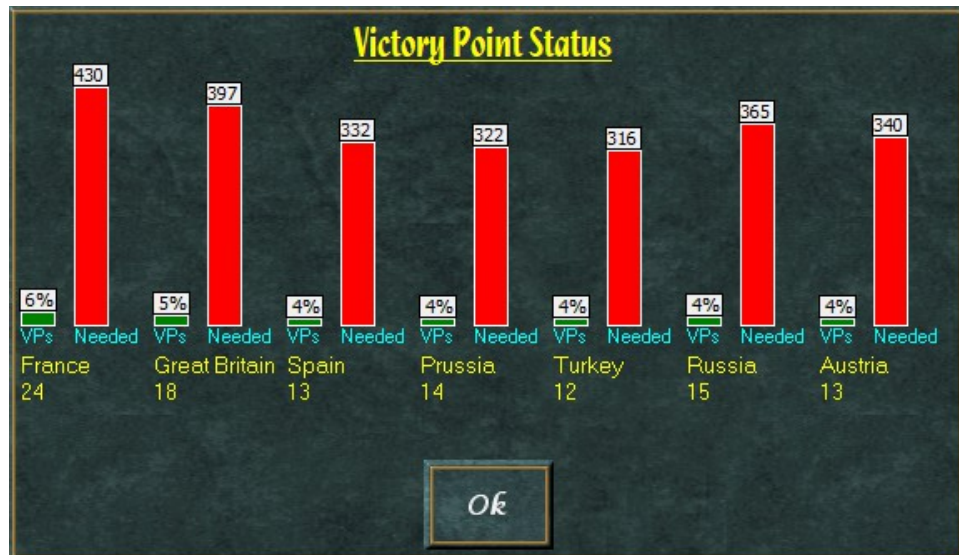 Victory Point Status
430
397
332
322
316
365
340
6%
5%
4%
4%
4%
4%
4%
VPs Needed VPs Needed VPs Needed VPs Needed VPs Needed VPs Needed VPs Needed
France Great Britain Spain Prussia Turkey Russia Austria
24 18 13 14 12 15 13
Ok